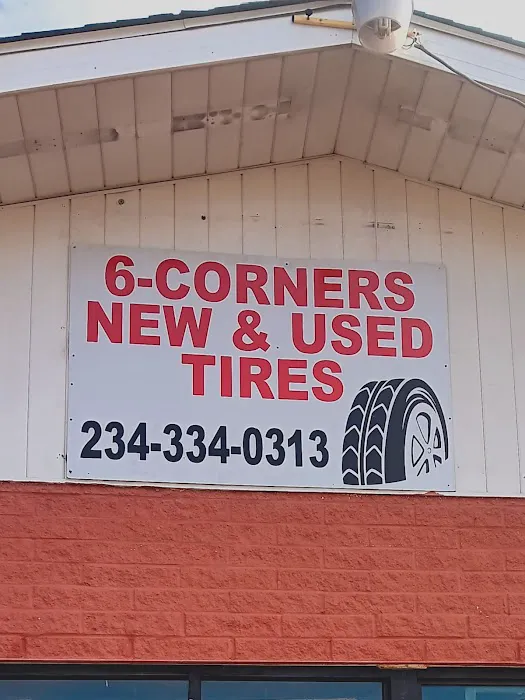 6-CORNERS
NEW & USED
TIRES
234-334-0313